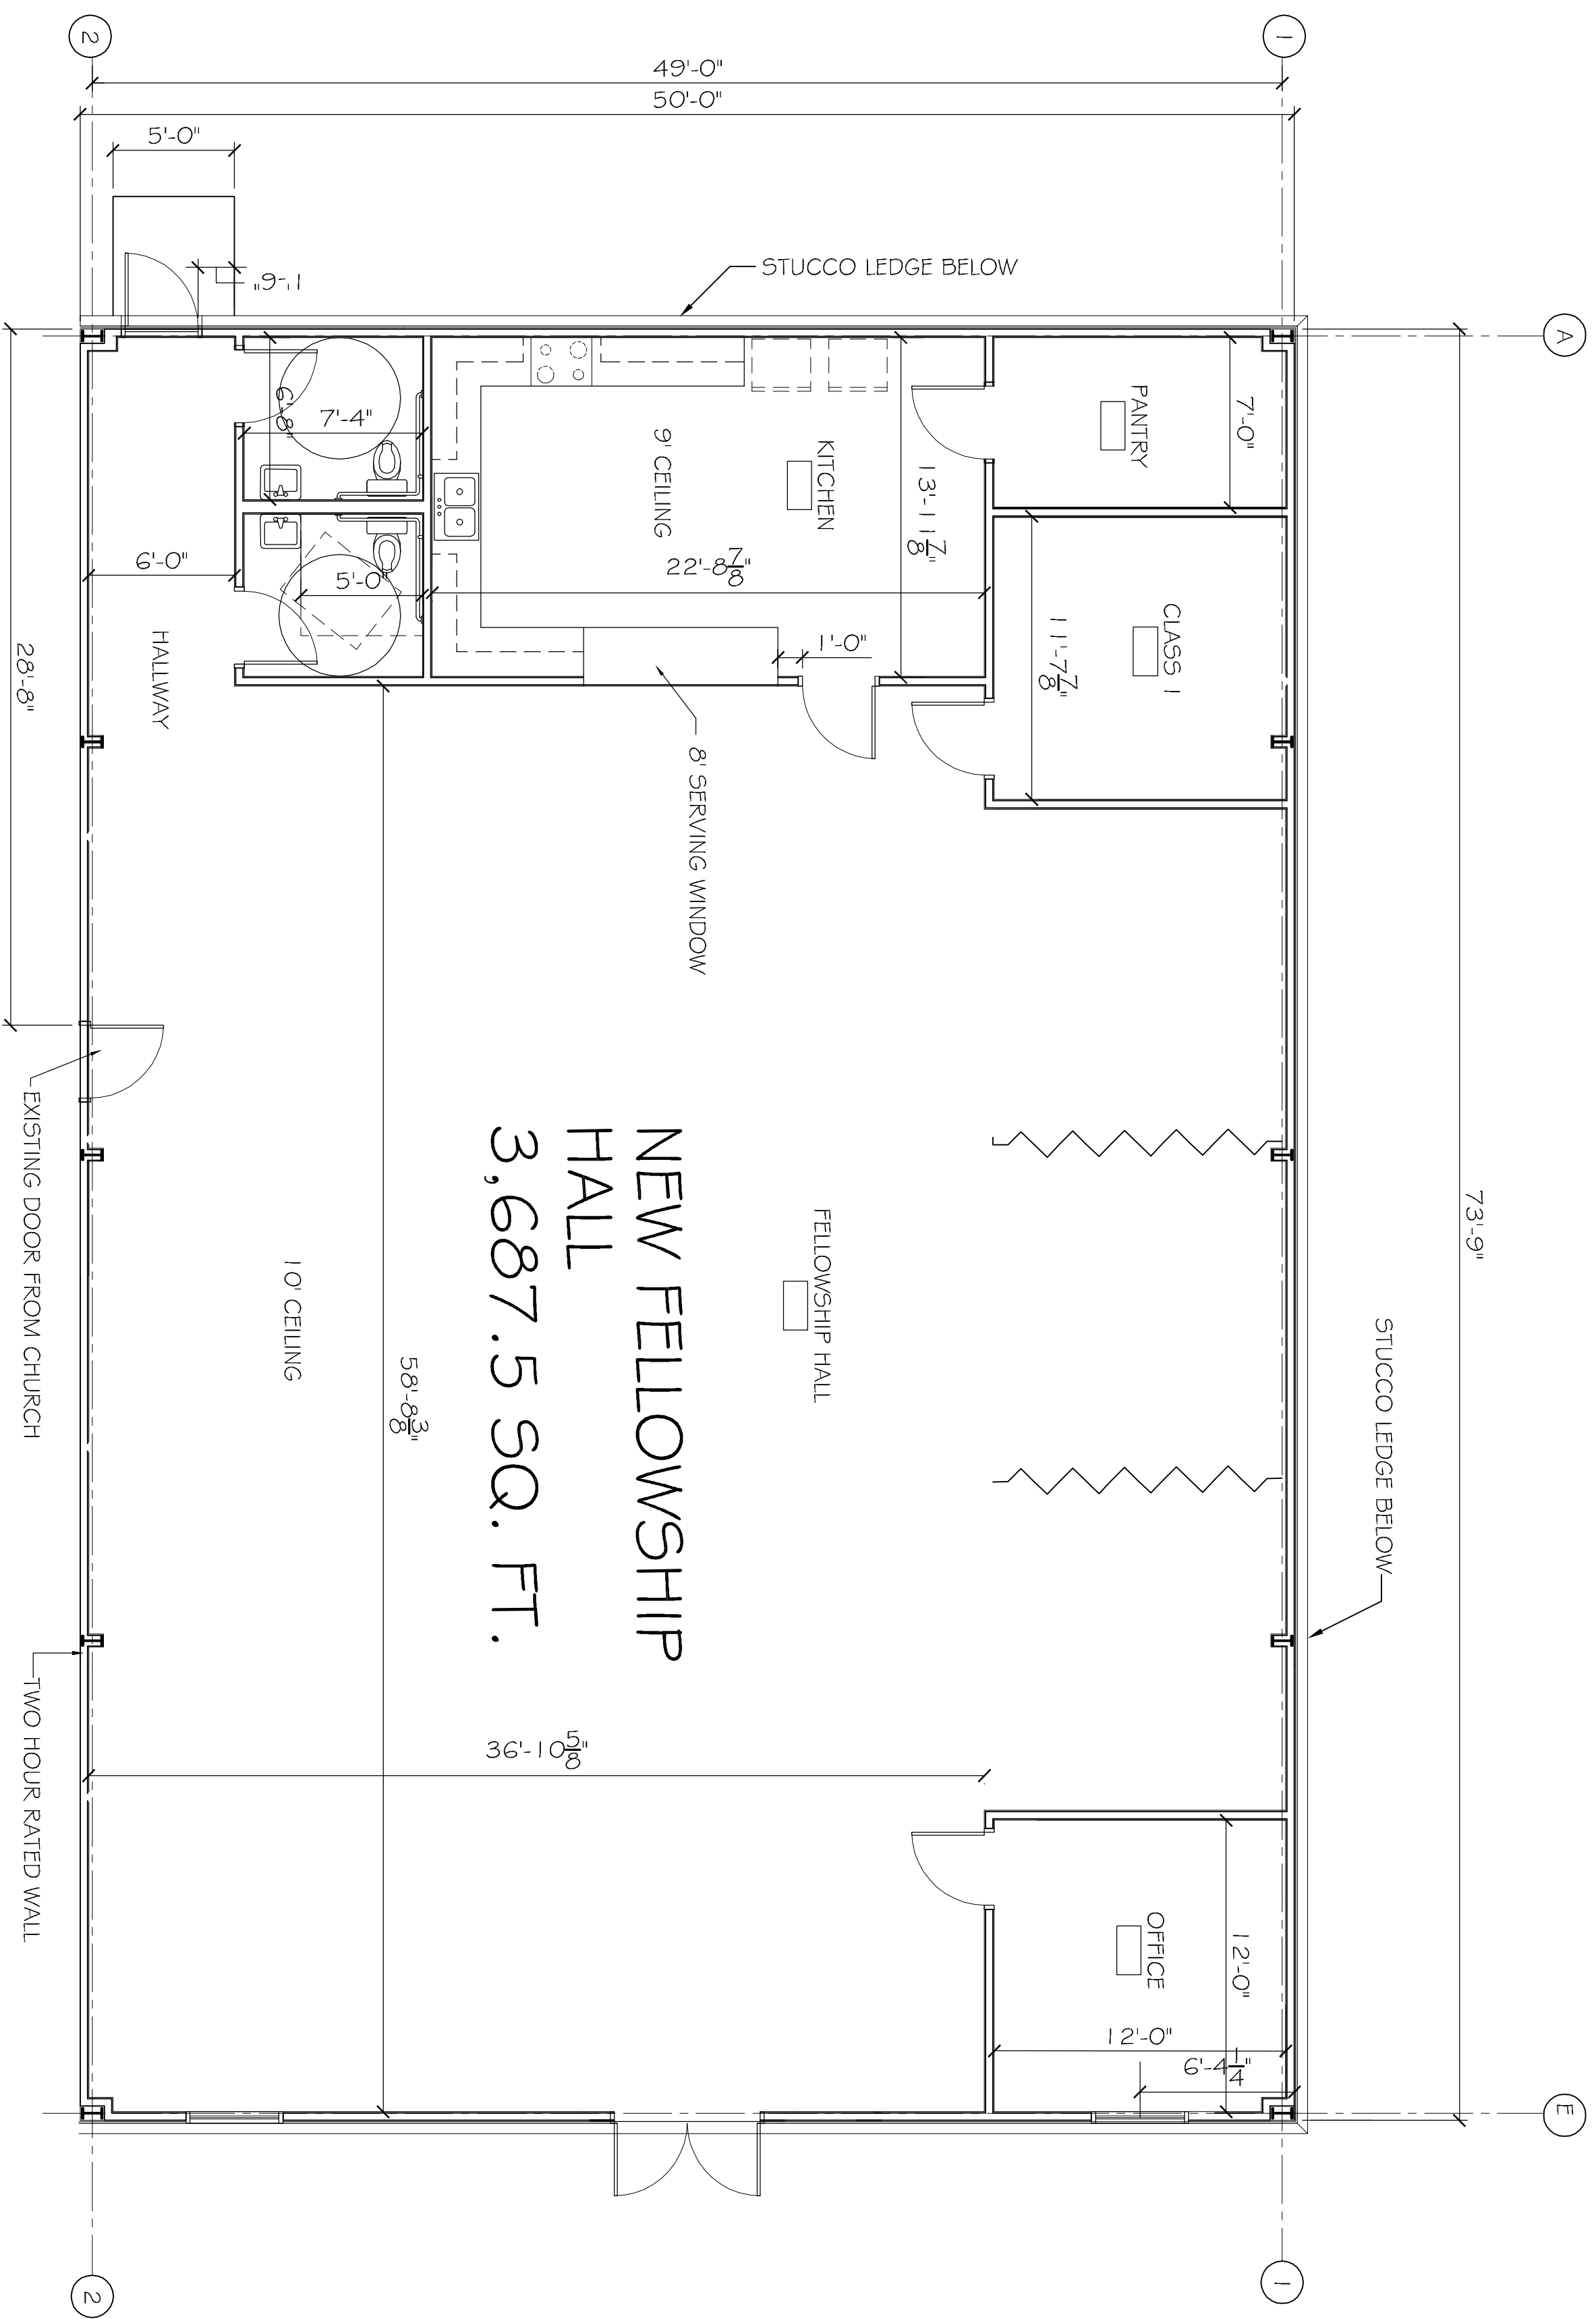 2
1
49'-0"
50'-0"
5'-0"
1'-6"
STUCCO LEDGE BELOW
A
7'-0"
PANTRY
6'-8"
7'-4"
9' CEILING
KITCHEN
13'-11 7/8"
22'-8 7/8"
6'-0"
5'-0"
1'-0"
CLASS 1
11'-7 7/8"
HALLWAY
28'-8"
8' SERVING WINDOW
73'-9"
STUCCO LEDGE BELOW
NEW FELLOWSHIP
HALL
3,687.5 SQ. FT.
FELLOWSHIP HALL
10' CEILING
58'-8 3/8"
EXISTING DOOR FROM CHURCH
TWO HOUR RATED WALL
36'-10 5/8"
OFFICE
12'-0"
12'-0"
6'-4 1/4"
E
2
1